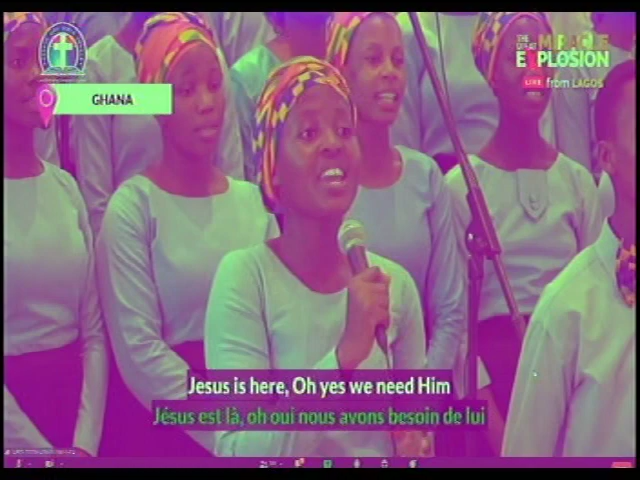 THE GREAT MIRACLE
EXPLOSION
LIVE from LAGOS
GHANA
Jesus is here, Oh yes we need Him
Jésus est là, oh oui nous avons besoin de lui